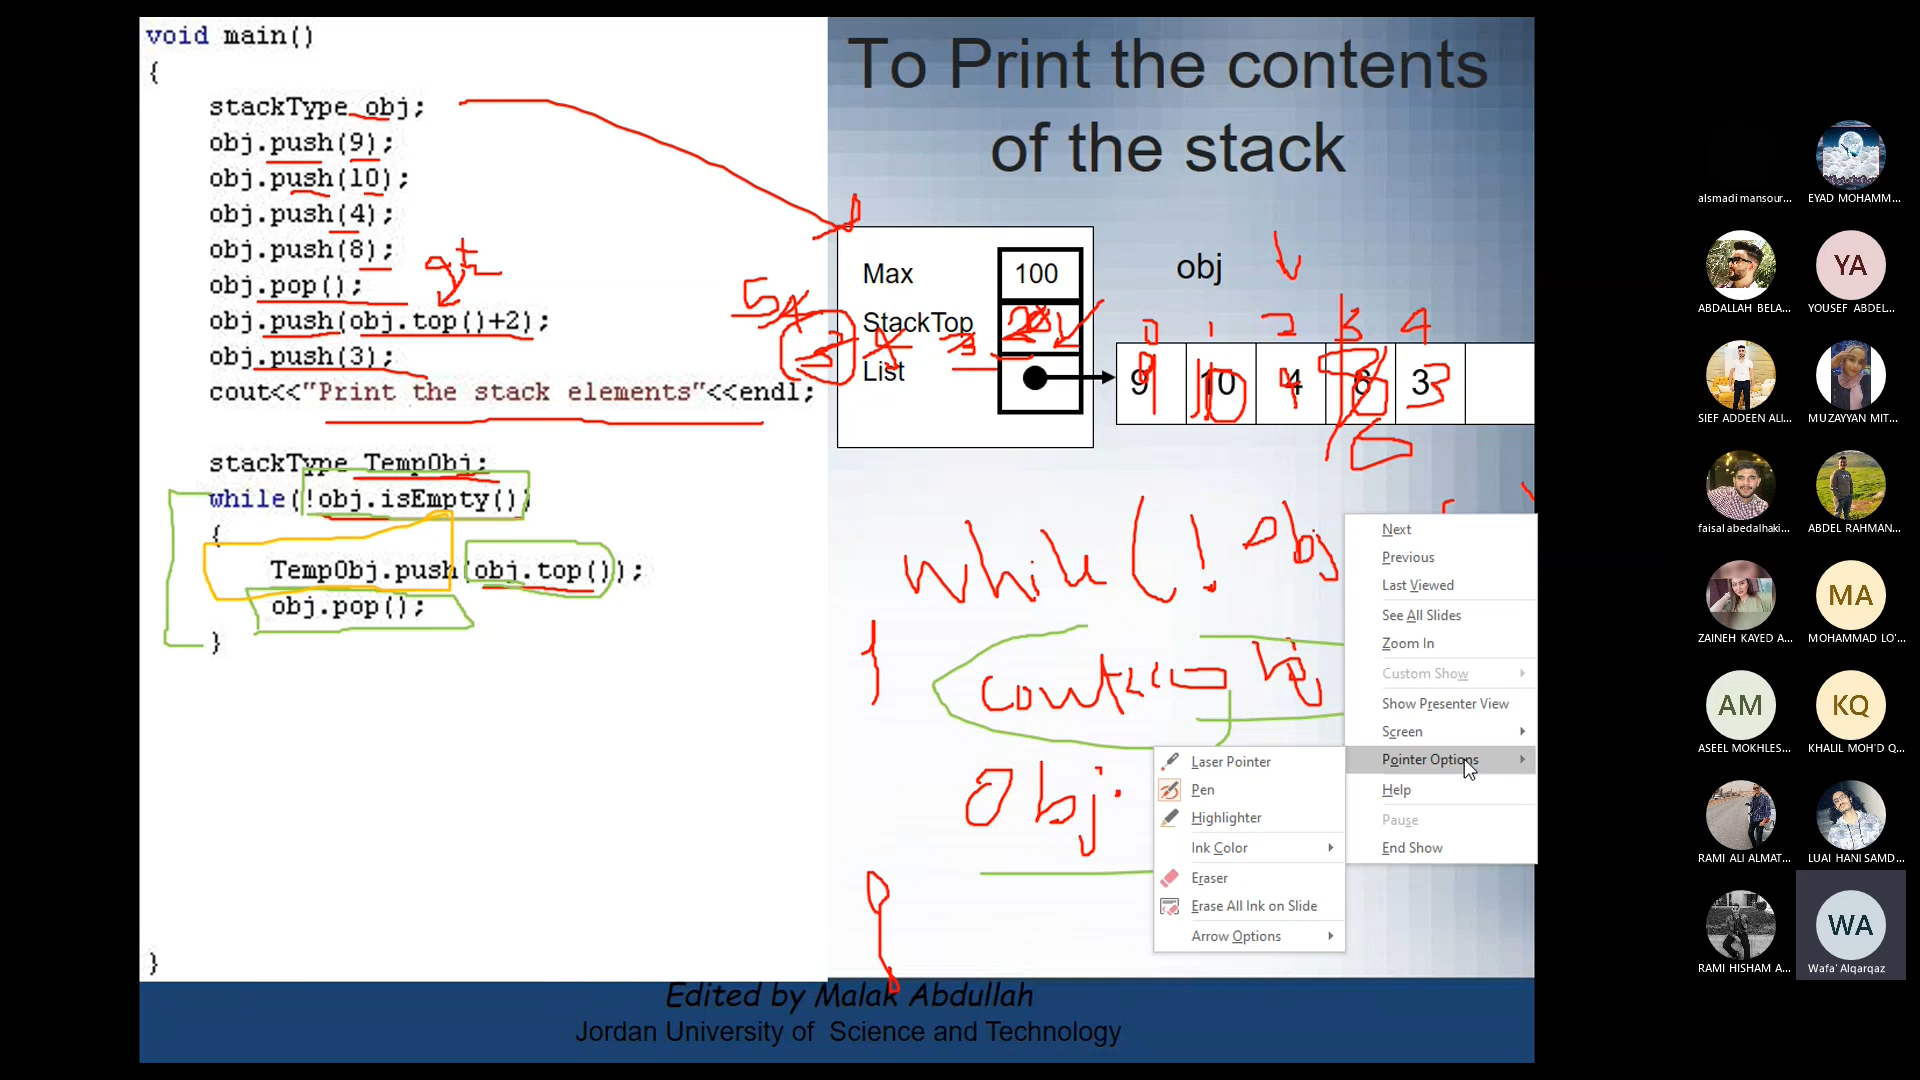 void main()
{
stackType obj;
obj.push(9);
obj.push(10);
obj.push(4);
obj.push(8);
obj.pop();
obj.push(obj.top()+2);
obj.push(3);
cout<<"Print the stack elements"<<endl;
stackType TempObj;
while(!obj.isEmpty())
{
TempObj.push(obj.top());
obj.pop();
}
}
To Print the contents
of the stack
Max 100
StackTop
List
obj
0 1 2 3 4
9 10 4 6 3
while (! obj
{
cout<<
obj.
}
Next
Previous
Last Viewed
See All Slides
Zoom In
Custom Show
Show Presenter View
Screen
Pointer Options
Help
Pause
End Show
Laser Pointer
Pen
Highlighter
Ink Color
Eraser
Erase All Ink on Slide
Arrow Options
Edited by Malak Abdullah
Jordan University of Science and Technology
alsmadi mansour...
EYAD MOHAMM...
ABDALLAH BELA...
YA
YOUSEF ABDEL...
SIEF ADDEEN ALI...
MUZAYYAN MIT...
faisal abedalhaki...
ABDEL RAHMAN...
ZAINEH KAYED A...
MA
MOHAMMAD LO'...
AM
ASEEL MOKHLES...
KQ
KHALIL MOH'D Q...
RAMI ALI ALMAT...
LUAI HANI SAMD...
RAMI HISHAM A...
WA
Wafa' Alqarqaz